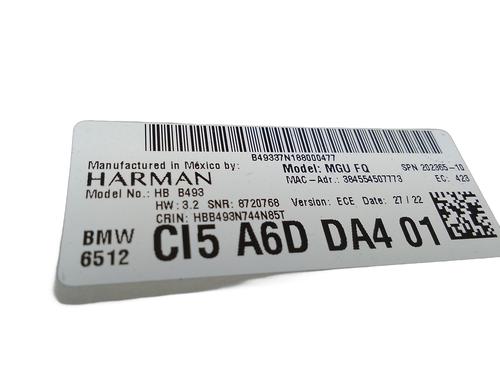 B49337N188000477
Manufactured in México by:
HARMAN
Model: MGU FQ
SPN 202365-10
Model No.: HB B493
MAC-Adr.: 384554507773
EC: 423
HW: 3.2 SNR: 8720768
Version: ECE Date: 27/22
CRIN: HBB493N744N85T
BMW
6512
CI5 A6D DA4 01